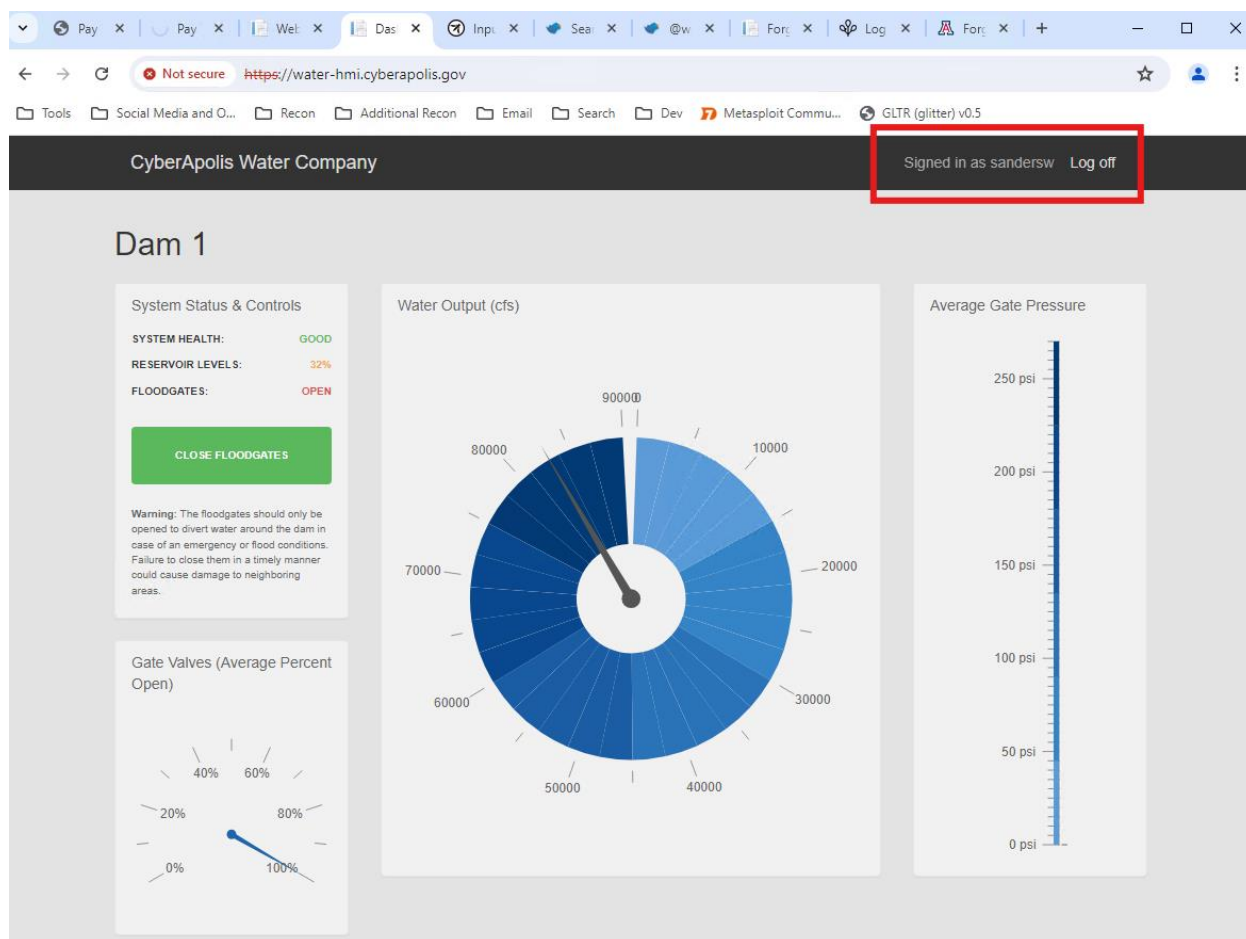 Pay
Pay
Web
Das
Inpu
Sear
@w
Forg
Log
Forg
Not secure https://water-hmi.cyberapolis.gov
Tools Social Media and O... Recon Additional Recon Email Search Dev Metasploit Commu... GLTR (glitter) v0.5
CyberApolis Water Company
Signed in as sandersw Log off
Dam 1
System Status & Controls
SYSTEM HEALTH: GOOD
RESERVOIR LEVELS: 32%
FLOODGATES: OPEN
CLOSE FLOODGATES
Warning: The floodgates should only be
opened to divert water around the dam in
case of an emergency or flood conditions.
Failure to close them in a timely manner
could cause damage to neighboring
areas.
Gate Valves (Average Percent
Open)
0%
20%
40%
60%
80%
100%
Water Output (cfs)
0
10000
20000
30000
40000
50000
60000
70000
80000
90000
Average Gate Pressure
250 psi
200 psi
150 psi
100 psi
50 psi
0 psi